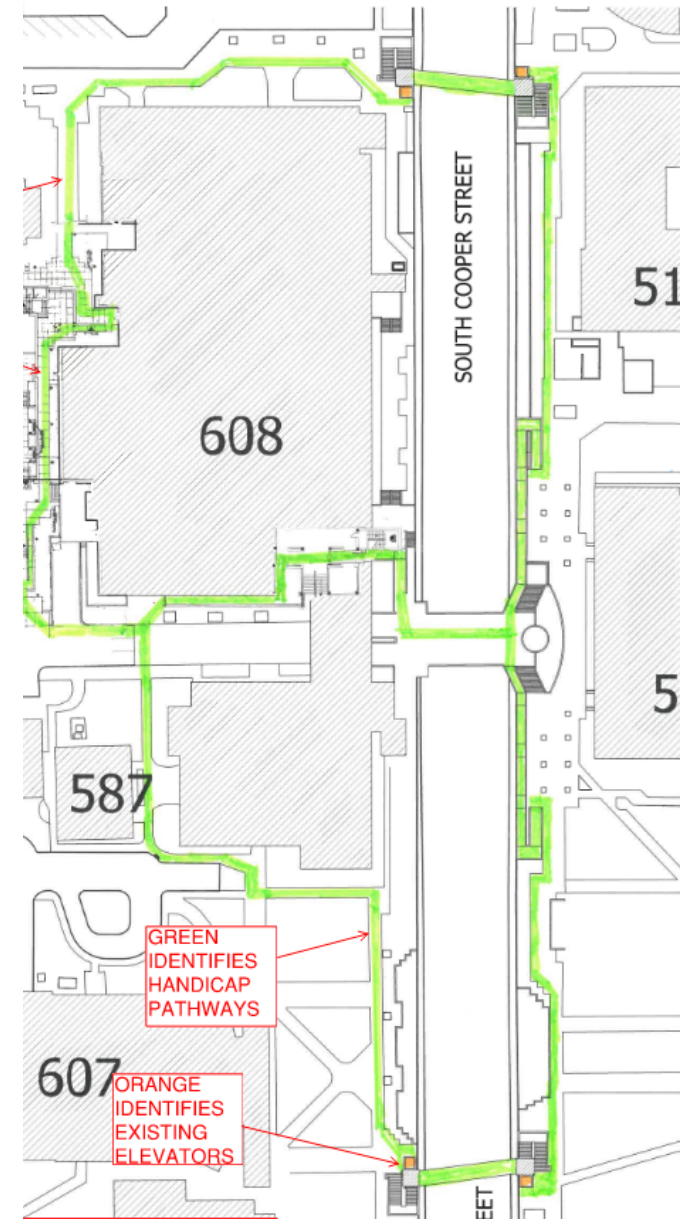 SOUTH COOPER STREET
51
608
5
587
GREEN
IDENTIFIES
HANDICAP
PATHWAYS
607
ORANGE
IDENTIFIES
EXISTING
ELEVATORS
EET